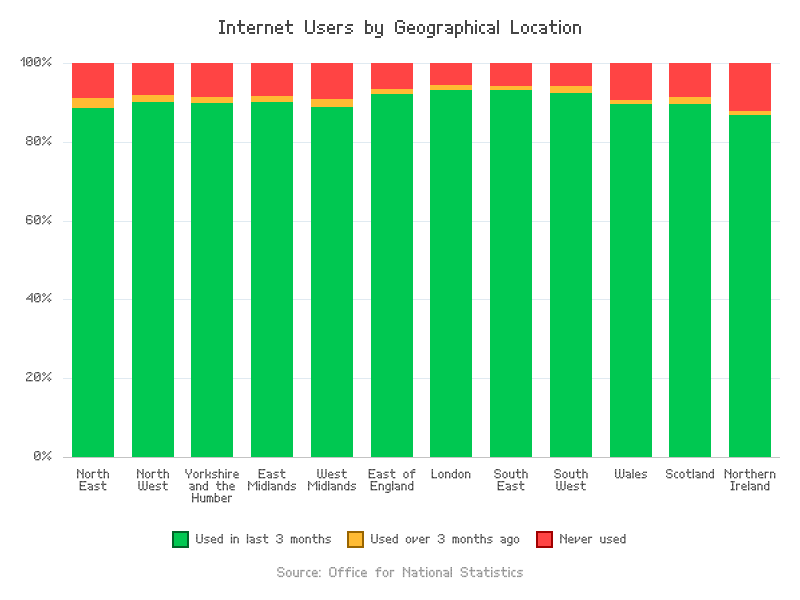 Internet Users by Geographical Location
100%
80%
60%
40%
20%
0%
North East
North West
Yorkshire and the Humber
East Midlands
West Midlands
East of England
London
South East
South West
Wales
Scotland
Northern Ireland
Used in last 3 months
Used over 3 months ago
Never used
Source: Office for National Statistics